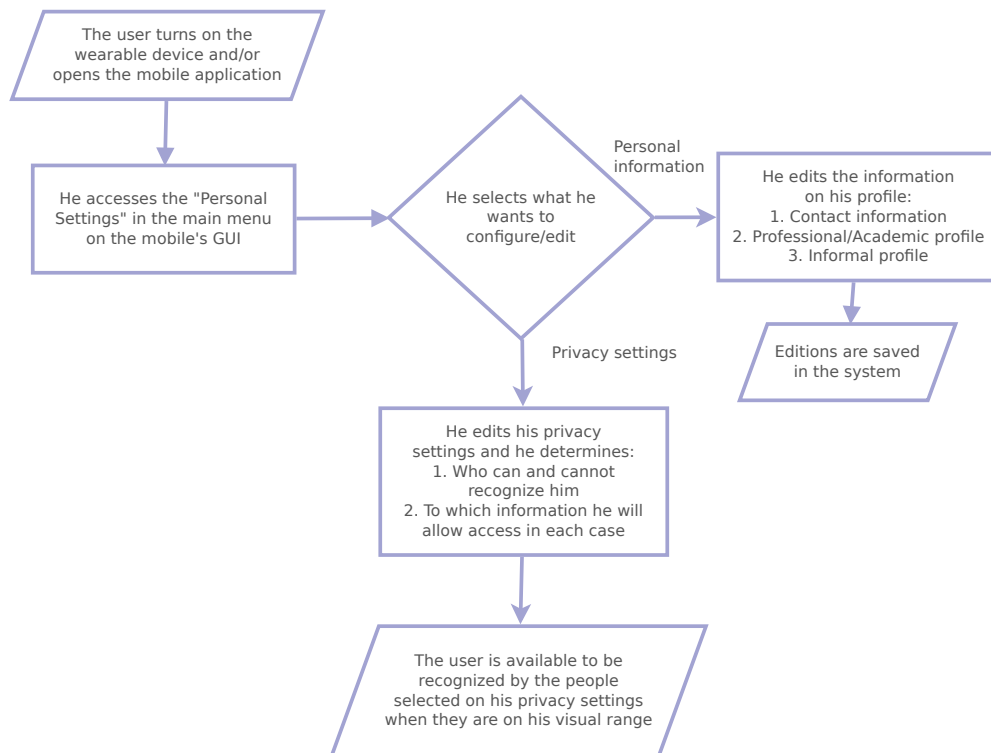 The user turns on the
wearable device and/or
opens the mobile application
He accesses the "Personal
Settings" in the main menu
on the mobile's GUI
He selects what he
wants to
configure/edit
Personal
information
He edits the information
on his profile:
1. Contact information
2. Professional/Academic profile
3. Informal profile
Editions are saved
in the system
Privacy settings
He edits his privacy
settings and he determines:
1. Who can and cannot
recognize him
2. To which information he will
allow access in each case
The user is available to be
recognized by the people
selected on his privacy settings
when they are on his visual range